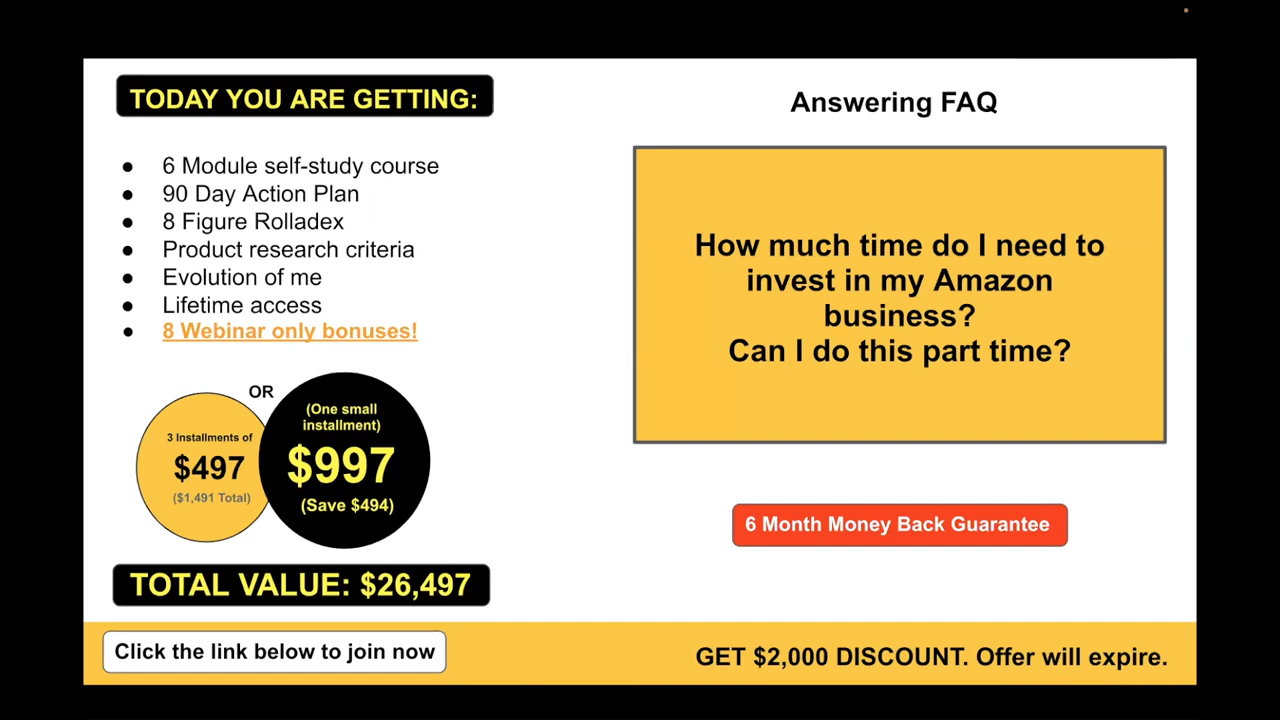 TODAY YOU ARE GETTING:
6 Module self-study course
90 Day Action Plan
8 Figure Rolladex
Product research criteria
Evolution of me
Lifetime access
8 Webinar only bonuses!
OR
3 Installments of
$497
($1,491 Total)
(One small
installment)
$997
(Save $494)
TOTAL VALUE: $26,497
Click the link below to join now
Answering FAQ
How much time do I need to
invest in my Amazon
business?
Can I do this part time?
6 Month Money Back Guarantee
GET $2,000 DISCOUNT. Offer will expire.